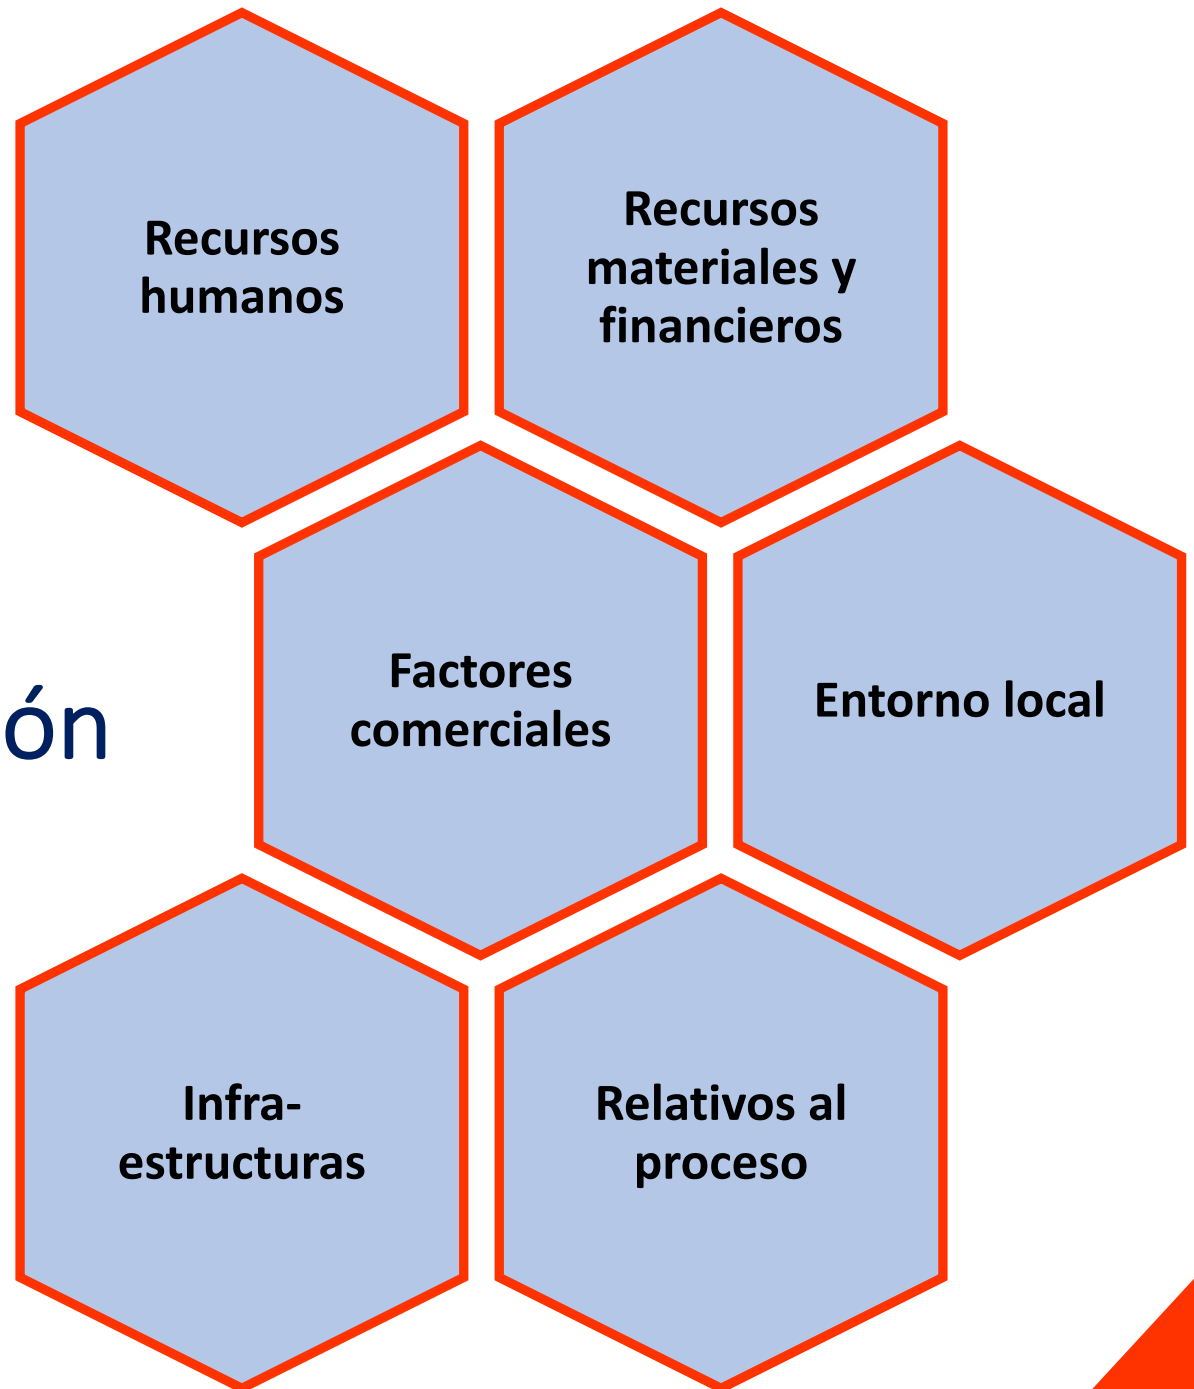 Recursos
humanos
Recursos
materiales y
financieros
ón
Factores
comerciales
Entorno local
Infra-
estructuras
Relativos al
proceso